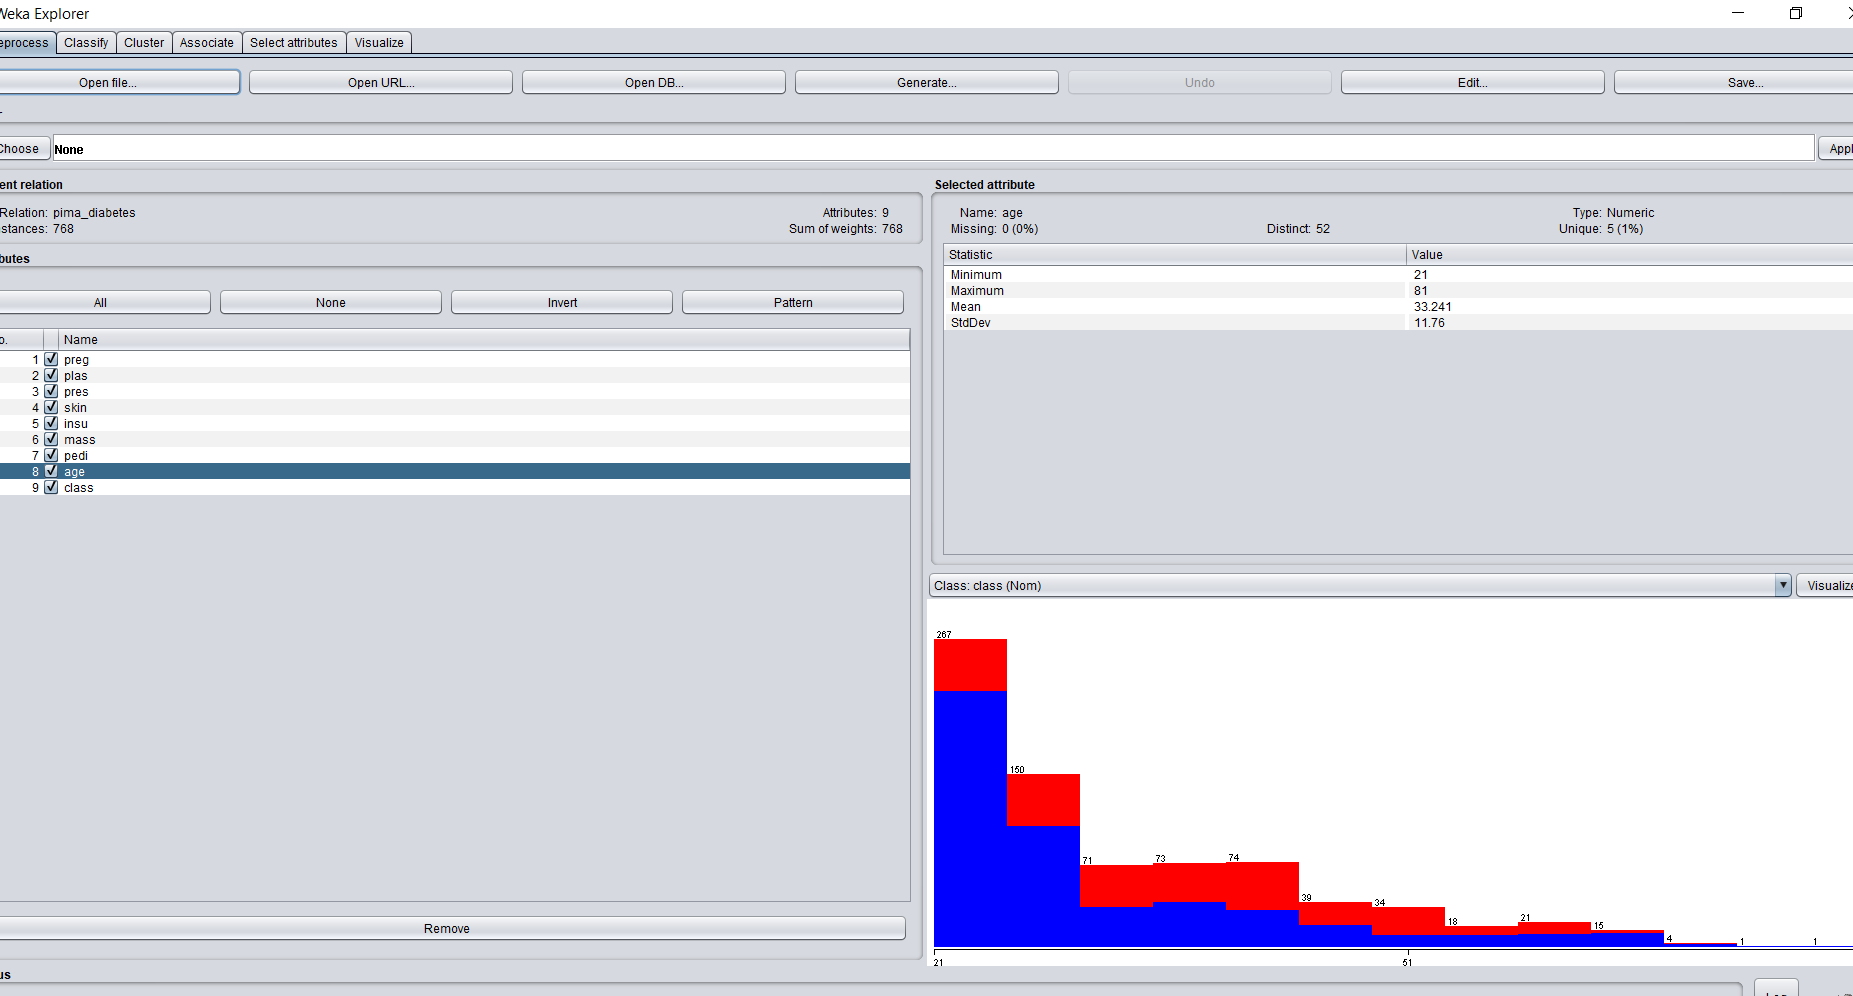 Weka Explorer
eprocess Classify Cluster Associate Select attributes Visualize
Open file... Open URL... Open DB... Generate... Undo Edit... Save...
Choose None Appl
ent relation
Relation: pima_diabetes Attributes: 9
stances: 768 Sum of weights: 768
Selected attribute
Name: age Type: Numeric
Missing: 0 (0%) Distinct: 52 Unique: 5 (1%)
Statistic Value
Minimum 21
Maximum 81
Mean 33.241
StdDev 11.76
butes
All None Invert Pattern
o. Name
1 preg
2 plas
3 pres
4 skin
5 insu
6 mass
7 pedi
8 age
9 class
Remove
Class: class (Nom) Visualize
267
150
71 73 74
39 34
18 21 15
4 1 1
21 51
us